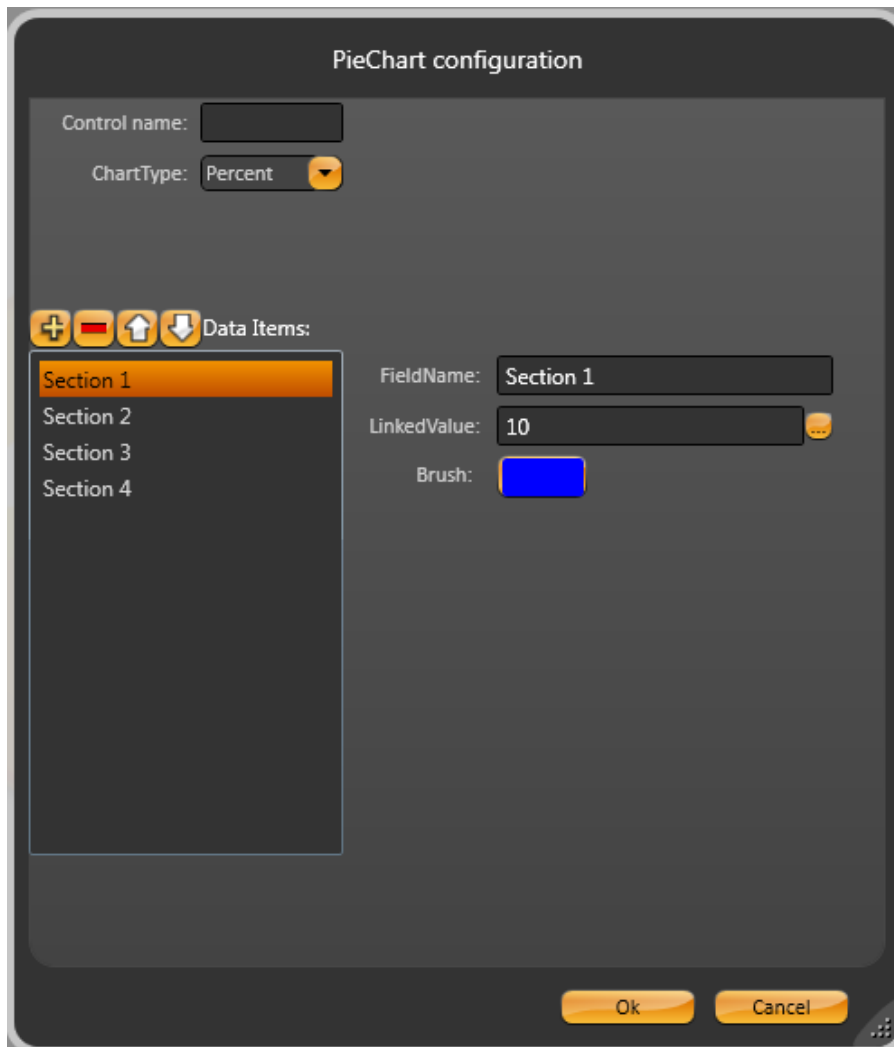 PieChart configuration
Control name:
ChartType: Percent
Data Items:
Section 1
Section 2
Section 3
Section 4
FieldName: Section 1
LinkedValue: 10
...
Brush:
Ok Cancel